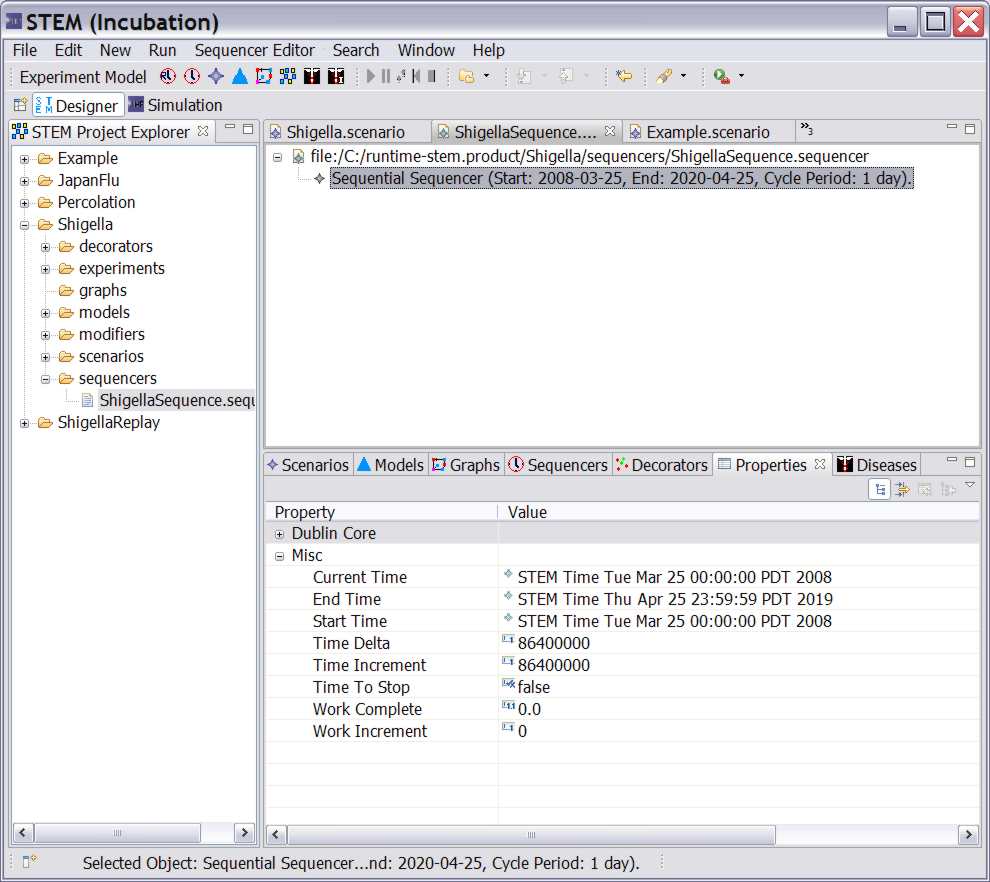 STEM (Incubation)
File Edit New Run Sequencer Editor Search Window Help
Experiment Model
Designer Simulation
STEM Project Explorer
Example
JapanFlu
Percolation
Shigella
decorators
experiments
graphs
models
modifiers
scenarios
sequencers
ShigellaSequence.sequ
ShigellaReplay
Shigella.scenario ShigellaSequence.... Example.scenario »3
file:/C:/runtime-stem.product/Shigella/sequencers/ShigellaSequence.sequencer
Sequential Sequencer (Start: 2008-03-25, End: 2020-04-25, Cycle Period: 1 day).
Scenarios Models Graphs Sequencers Decorators Properties Diseases
Property Value
Dublin Core
Misc
Current Time STEM Time Tue Mar 25 00:00:00 PDT 2008
End Time STEM Time Thu Apr 25 23:59:59 PDT 2019
Start Time STEM Time Tue Mar 25 00:00:00 PDT 2008
Time Delta 86400000
Time Increment 86400000
Time To Stop false
Work Complete 0.0
Work Increment 0
Selected Object: Sequential Sequencer...nd: 2020-04-25, Cycle Period: 1 day).